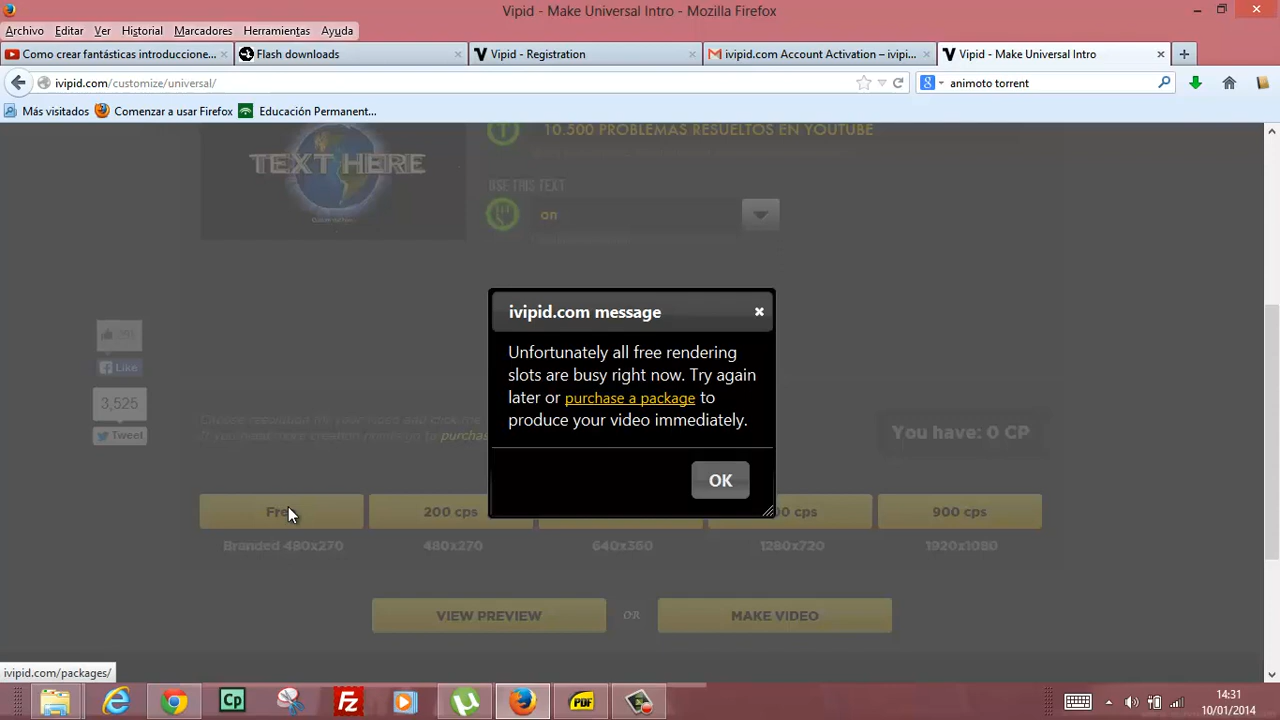 Vipid - Make Universal Intro - Mozilla Firefox
Archivo Editar Ver Historial Marcadores Herramientas Ayuda
Como crear fantásticas introduccione... Flash downloads Vipid - Registration ivipid.com Account Activation – ivipi... Vipid - Make Universal Intro
ivipid.com/customize/universal/ animoto torrent
Más visitados Comenzar a usar Firefox Educación Permanent...
10.500 PROBLEMAS RESUELTOS EN YOUTUBE
TEXT HERE
USE THIS TEXT
on
ivipid.com message
Unfortunately all free rendering
slots are busy right now. Try again
later or purchase a package to
produce your video immediately.
OK
Like
3,525
Tweet
You have: 0 CP
200 cps 900 cps
Branded 480x270 480x270 640x360 1280x720 1920x1080
VIEW PREVIEW OR MAKE VIDEO
ivipid.com/packages/
Cp PDF
14:31
10/01/2014